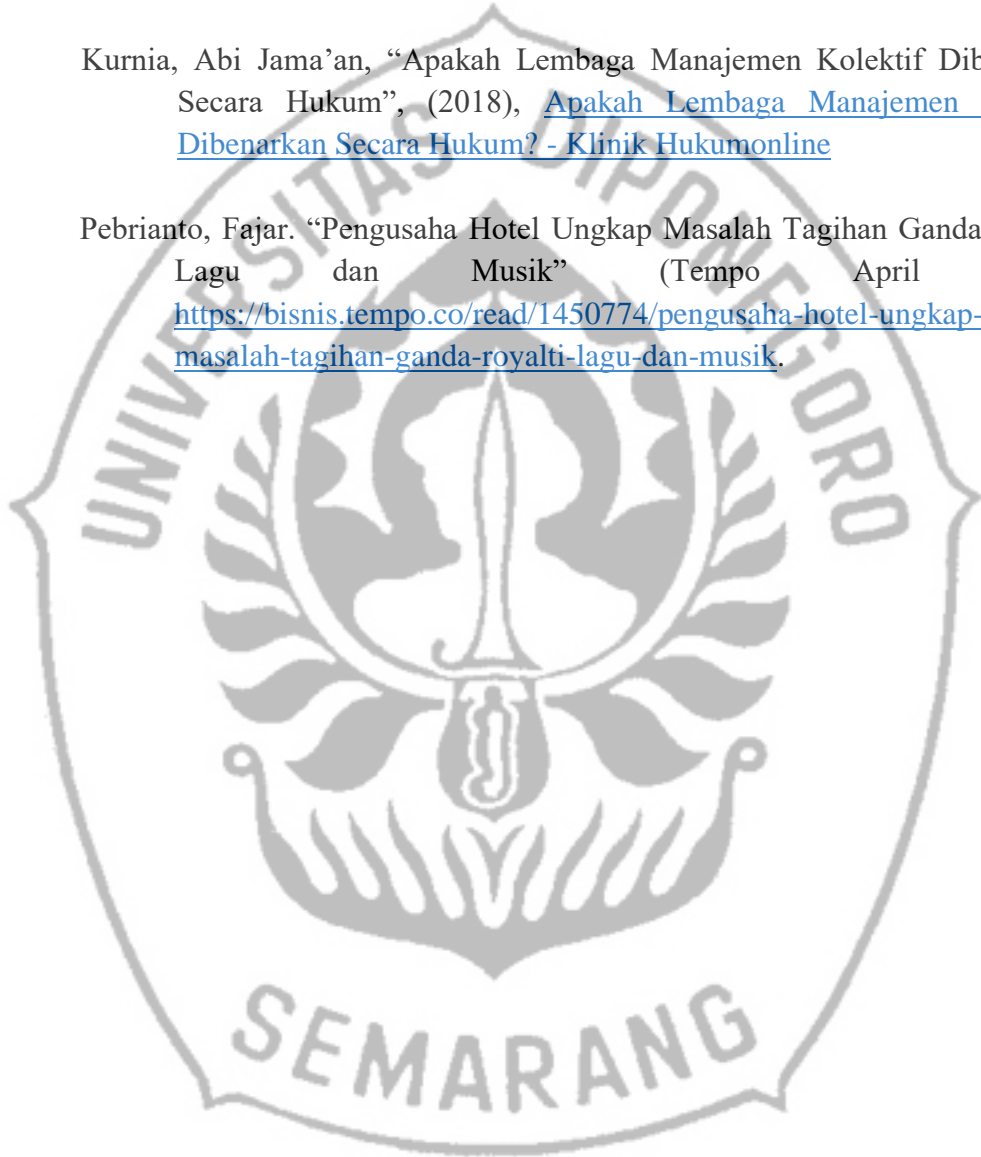 Kurnia, Abi Jama’an, “Apakah Lembaga Manajemen Kolektif Dib
Secara Hukum”, (2018), Apakah Lembaga Manajemen
Dibenarkan Secara Hukum? - Klinik Hukumonline
Pebrianto, Fajar. “Pengusaha Hotel Ungkap Masalah Tagihan Ganda
Lagu dan Musik” (Tempo April
https://bisnis.tempo.co/read/1450774/pengusaha-hotel-ungkap-
masalah-tagihan-ganda-royalti-lagu-dan-musik.
UNIVERSITAS DIPONEGORO
SEMARANG